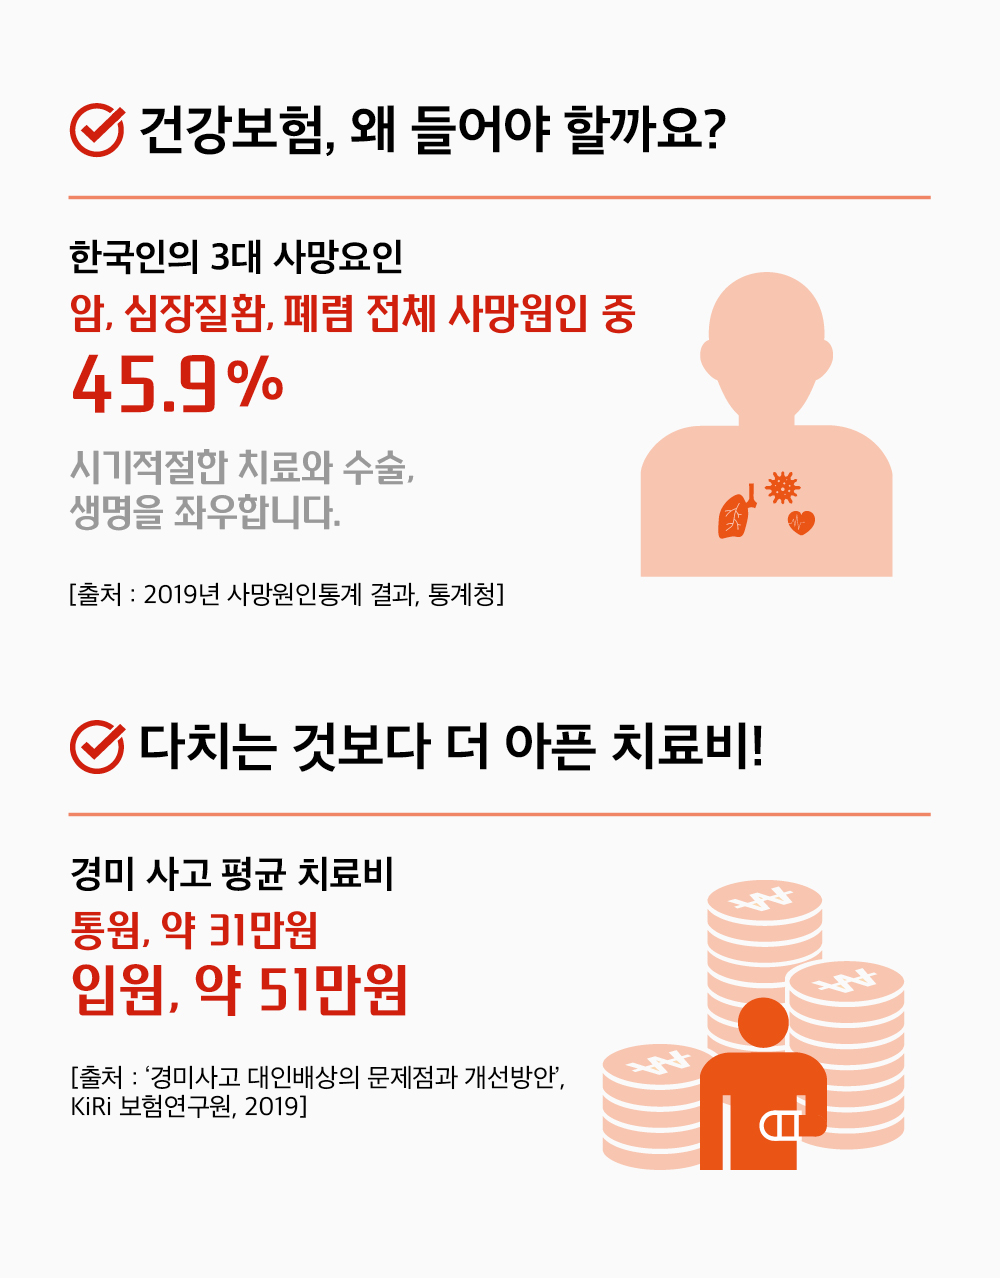 건강보험, 왜 들어야 할까요?
한국인의 3대 사망요인
암, 심장질환, 폐렴 전체 사망원인 중
45.9%
시기적절한 치료와 수술,
생명을 좌우합니다.
[출처 : 2019년 사망원인통계 결과, 통계청]
다치는 것보다 더 아픈 치료비!
경미 사고 평균 치료비
통원, 약 31만원
입원, 약 51만원
[출처 : ‘경미사고 대인배상의 문제점과 개선방안’,
KiRi 보험연구원, 2019]